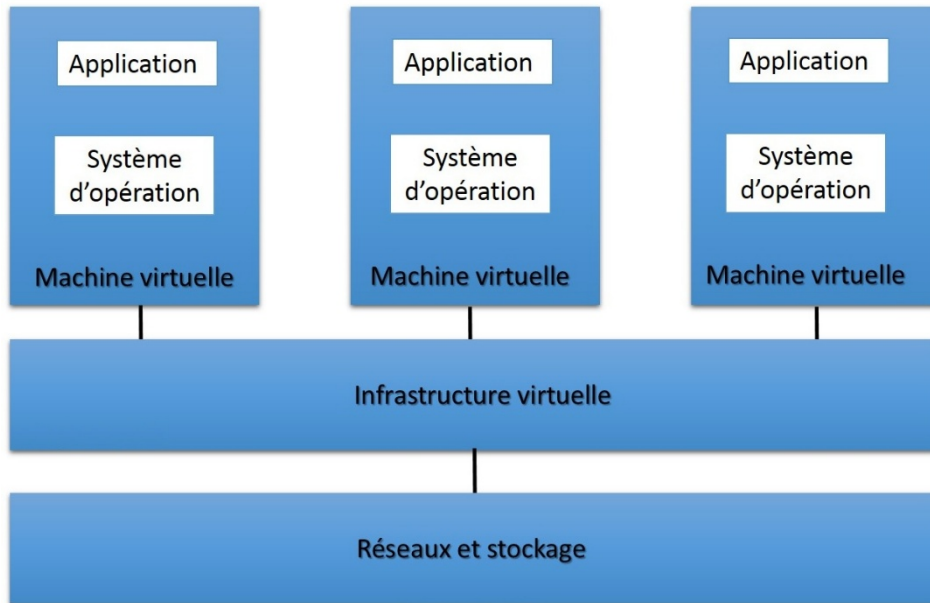 Application
Système
d'opération
Machine virtuelle
Application
Système
d'opération
Machine virtuelle
Application
Système
d'opération
Machine virtuelle
Infrastructure virtuelle
Réseaux et stockage